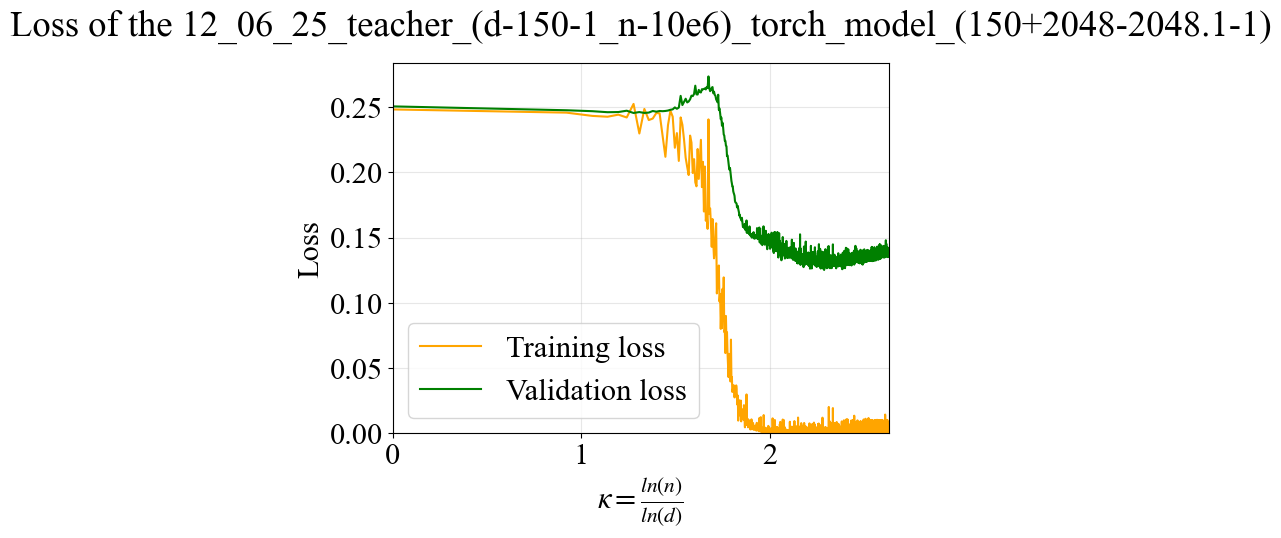 Loss of the 12_06_25_teacher_(d-150-1_n-10e6)_torch_model_(150+2048-2048.1-1)
0.25
0.20
0.15
0.10
0.05
0.00
Loss
Training loss
Validation loss
0 1 2
κ = ln(n)/ln(d)